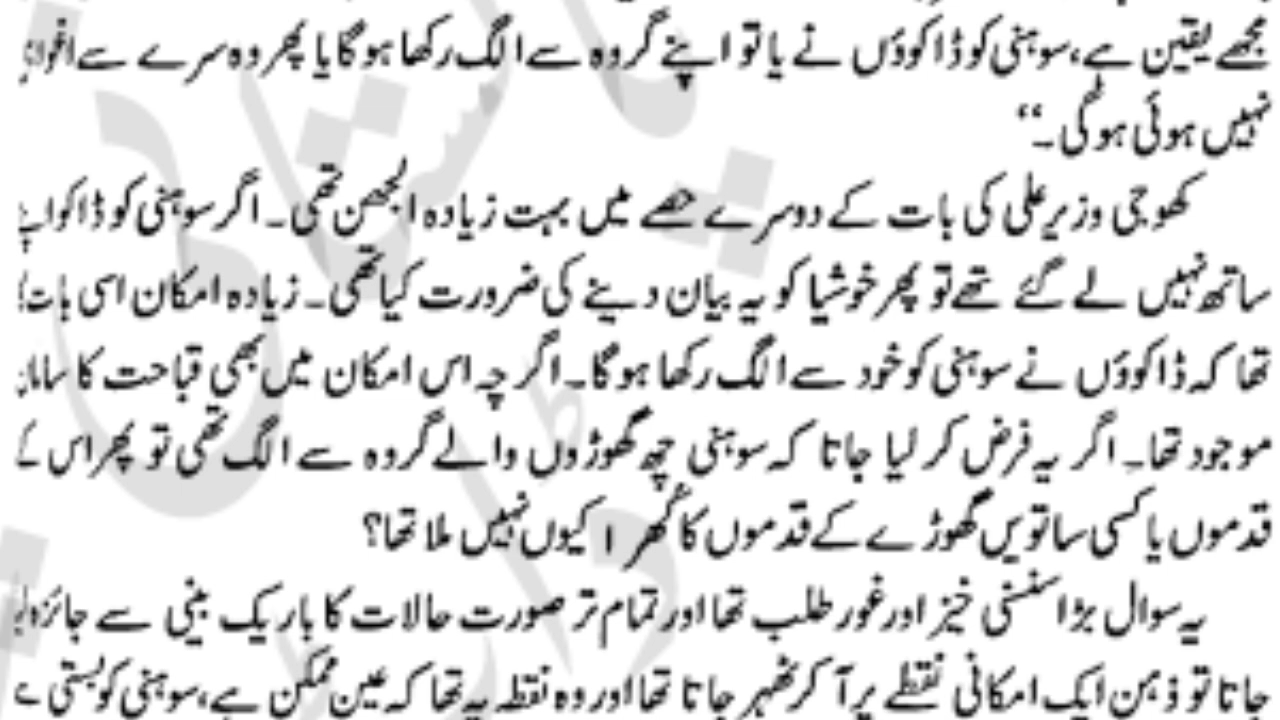 مجھے یقین ہے، سوہنی کو ڈاکوؤں نے یا تو اپنے گروہ سے الگ رکھا ہو گا یا پھر وہ سرے سے اغوا
نہیں ہوئی ہو گی۔‘‘
کھوجی وزیر علی کی بات کے دوسرے حصے میں بہت زیادہ الجھن تھی۔ اگر سوہنی کو ڈاکو
ساتھ نہیں لے گئے تھے تو پھر خوشیا کو یہ بیان دینے کی ضرورت کیا تھی۔ زیادہ امکان اسی بات
تھا کہ ڈاکوؤں نے سوہنی کو خود سے الگ رکھا ہو گا۔ اگر چہ اس امکان میں بھی قباحت کا سامان
موجود تھا۔ اگر یہ فرض کر لیا جاتا کہ سوہنی چھ گھوڑوں والے گروہ سے الگ تھی تو پھر اس کے
قدموں یا کسی ساتویں گھوڑے کے قدموں کا کُھرا کیوں نہیں ملا تھا؟
یہ سوال بڑا سنسنی خیز اور غور طلب تھا اور تمام تر صورت حالات کا باریک بینی سے جائزہ
جاتا تو ذہن ایک امکانی نقطے پر آ کر ٹھہر جاتا تھا اور وہ نقطہ یہ تھا کہ عین ممکن ہے، سوہنی کو بستی